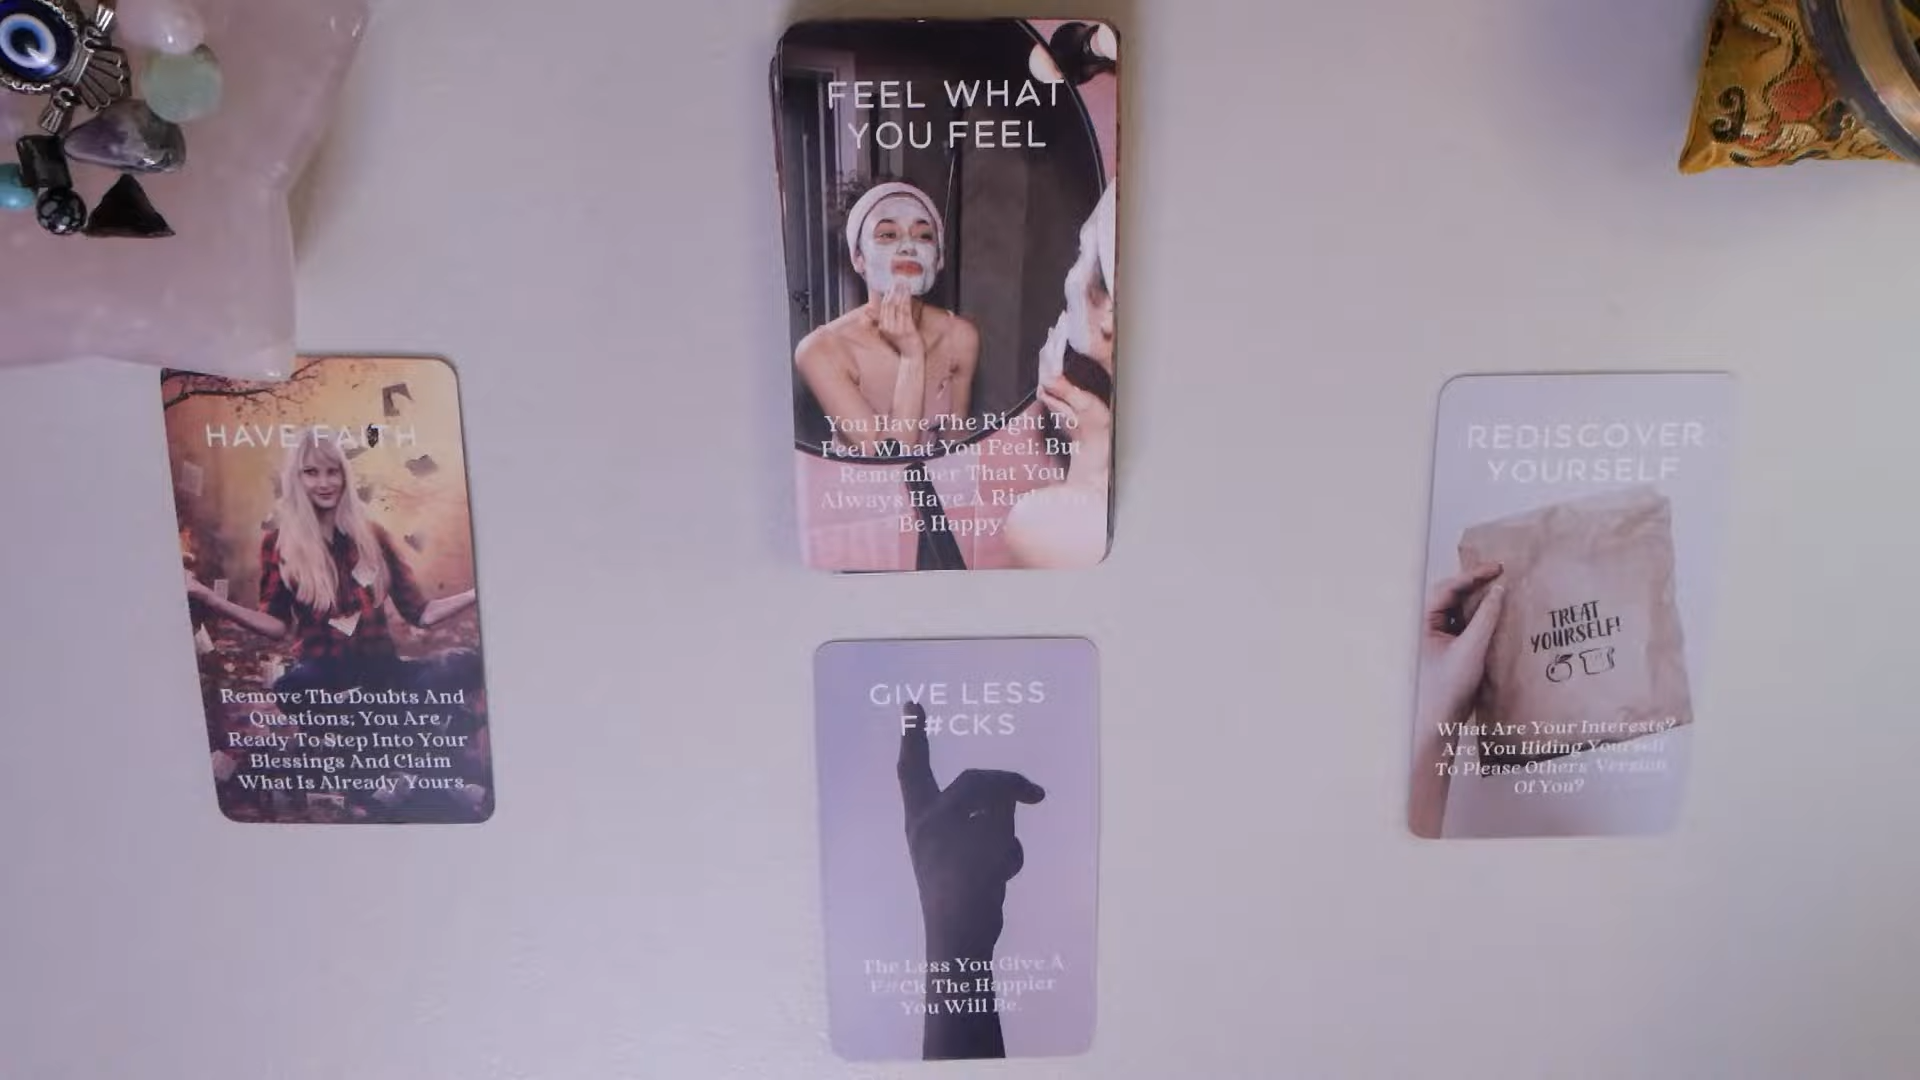 FEEL WHAT
YOU FEEL
You Have The Right To
Feel What You Feel; But
Remember That You
Always Have A Right To
Be Happy.
HAVE FAITH
Remove The Doubts And
Questions; You Are
Ready To Step Into Your
Blessings And Claim
What Is Already Yours.
GIVE LESS
F#CKS
The Less You Give A
F#Ck The Happier
You Will Be.
REDISCOVER
YOURSELF
TREAT
YOURSELF!
What Are Your Interests?
Are You Hiding Yourself
To Please Others Version
Of You?